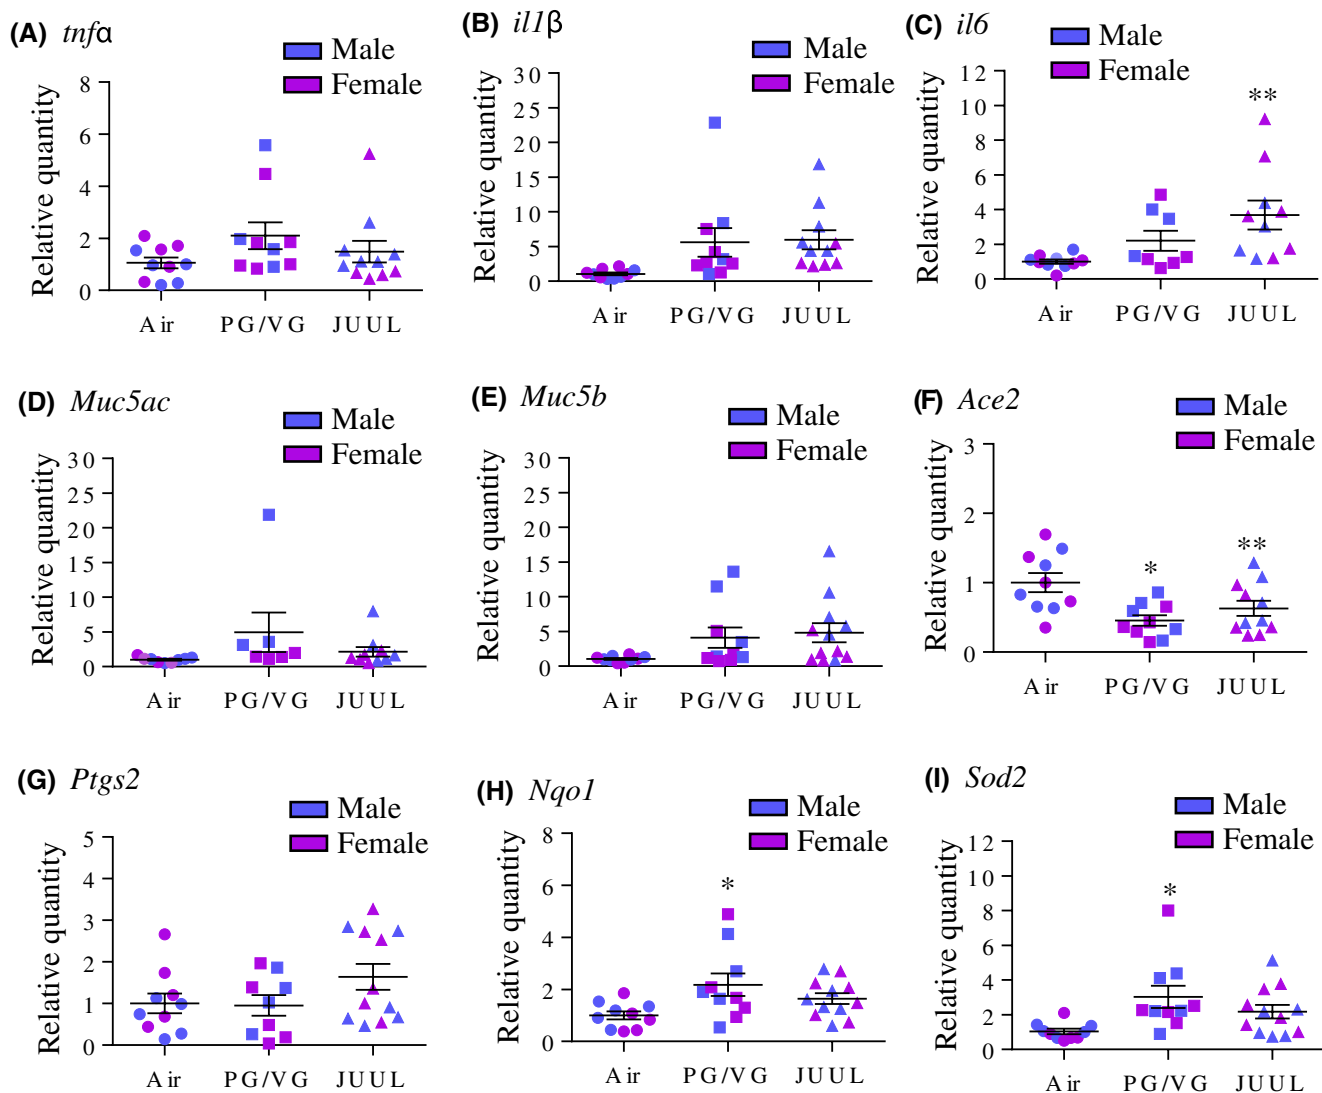 (A) tnfα
Male
Female
Relative quantity
8
6
4
2
0
Air PG/VG JUUL
(B) il1β
Male
Female
Relative quantity
30
25
20
15
10
5
0
Air PG/VG JUUL
(C) il6
Male
Female
Relative quantity
12
10
8
6
4
2
0
**
Air PG/VG JUUL
(D) Muc5ac
Male
Female
Relative quantity
30
25
20
15
10
5
0
Air PG/VG JUUL
(E) Muc5b
Male
Female
Relative quantity
30
25
20
15
10
5
0
Air PG/VG JUUL
(F) Ace2
Male
Female
Relative quantity
3
2
1
0
* **
Air PG/VG JUUL
(G) Ptgs2
Male
Female
Relative quantity
5
4
3
2
1
0
Air PG/VG JUUL
(H) Nqo1
Male
Female
Relative quantity
8
6
4
2
0
*
Air PG/VG JUUL
(I) Sod2
Male
Female
Relative quantity
12
10
8
6
4
2
0
*
Air PG/VG JUUL